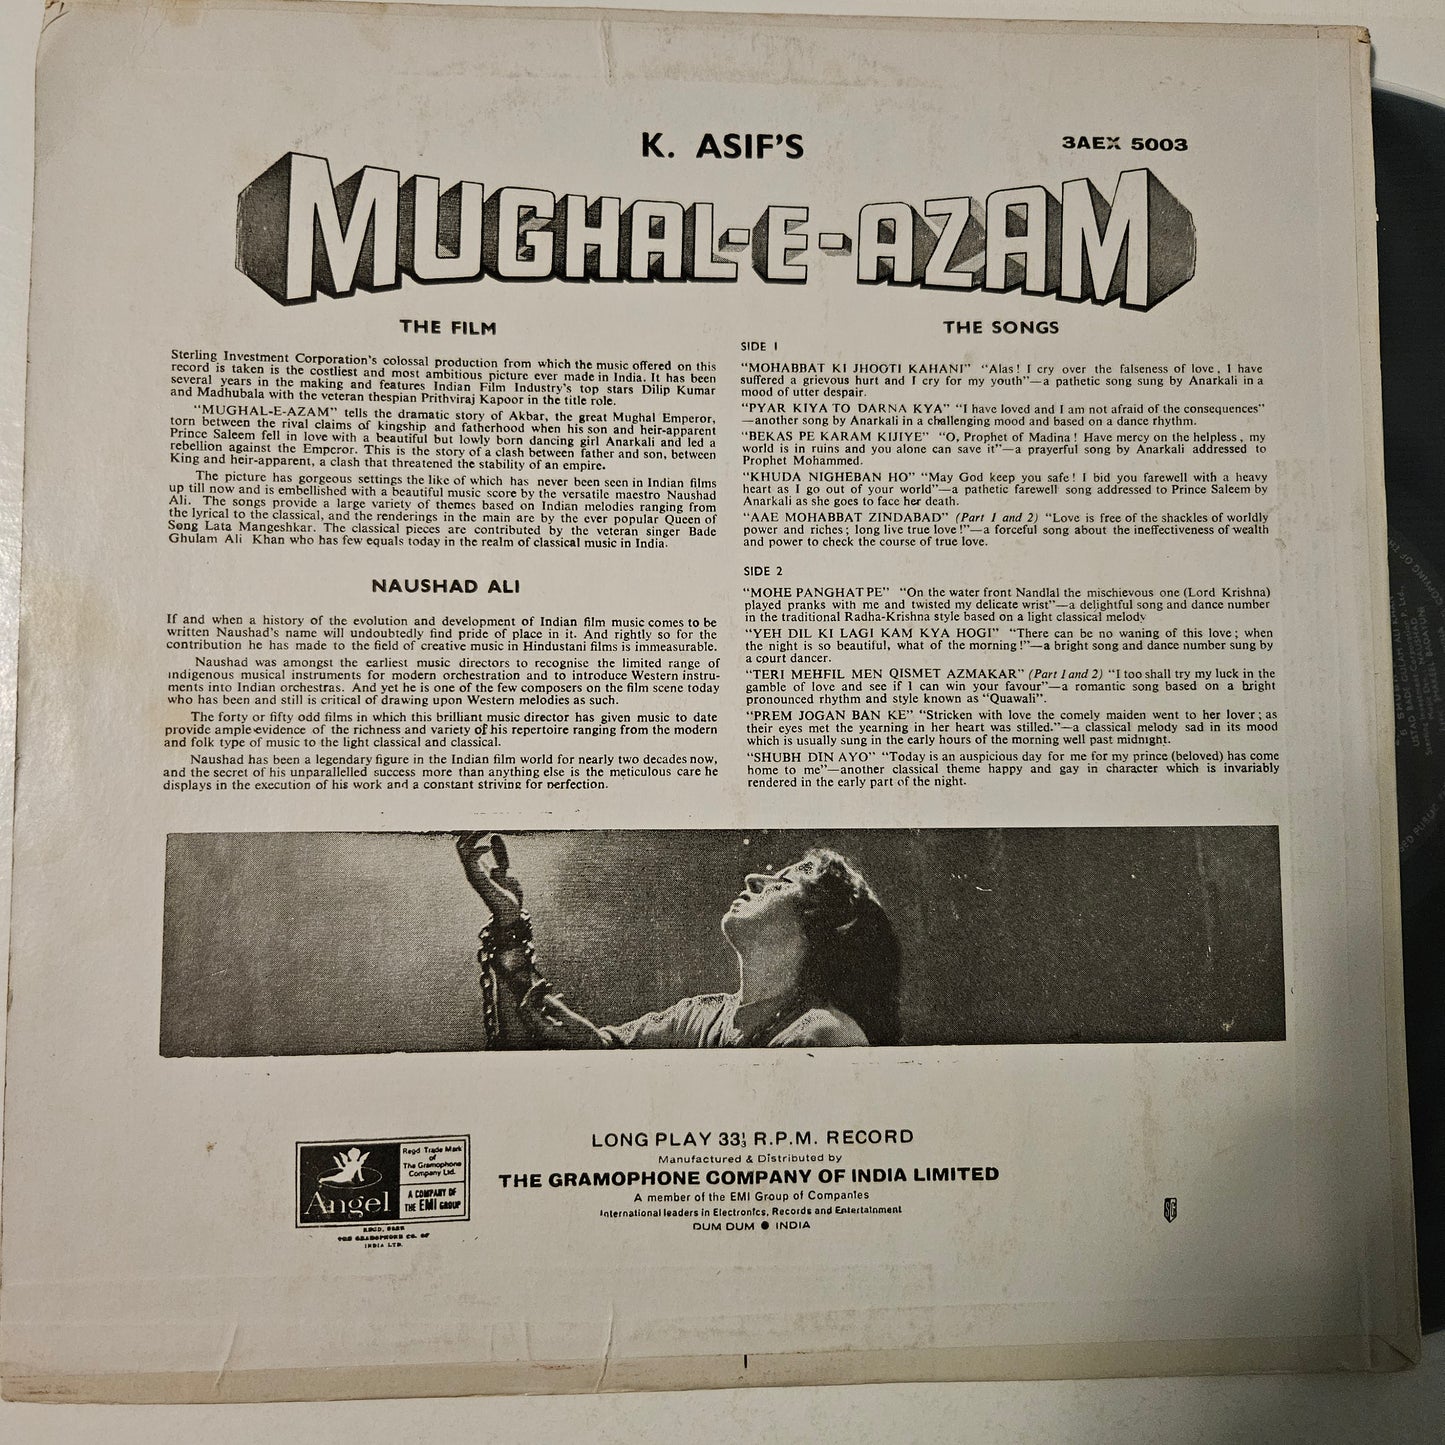 K. ASIF'S
3AEX 5003
MUGHAL-E-AZAM
THE FILM
Sterling Investment Corporation's colossal production from which the music offered on this
record is taken is the costliest and most ambitious picture ever made in India. It has been
several years in the making and features Indian Film Industry's top stars Dilip Kumar
and Madhubala with the veteran thespian Prithviraj Kapoor in the title role.
"MUGHAL-E-AZAM" tells the dramatic story of Akbar, the great Mughal Emperor,
torn between the rival claims of kingship and fatherhood when his son and heir-apparent
Prince Saleem fell in love with a beautiful but lowly born dancing girl Anarkali and led a
rebellion against the Emperor. This is the story of a clash between father and son, between
King and heir-apparent, a clash that threatened the stability of an empire.
The picture has gorgeous settings the like of which has never been seen in Indian films
up till now and is embellished with a beautiful music score by the versatile maestro Naushad
Ali. The songs provide a large variety of themes based on Indian melodies ranging from
the lyrical to the classical, and the renderings in the main are by the ever popular Queen of
Song Lata Mangeshkar. The classical pieces are contributed by the veteran singer Bade
Ghulam Ali Khan who has few equals today in the realm of classical music in India.
NAUSHAD ALI
If and when a history of the evolution and development of Indian film music comes to be
written Naushad's name will undoubtedly find pride of place in it. And rightly so for the
contribution he has made to the field of creative music in Hindustani films is immeasurable.
Naushad was amongst the earliest music directors to recognise the limited range of
indigenous musical instruments for modern orchestration and to introduce Western instru-
ments into Indian orchestras. And yet he is one of the few composers on the film scene today
who has been and still is critical of drawing upon Western melodies as such.
The forty or fifty odd films in which this brilliant music director has given music to date
provide ample evidence of the richness and variety of his repertoire ranging from the modern
and folk type of music to the light classical and classical.
Naushad has been a legendary figure in the Indian film world for nearly two decades now,
and the secret of his unparallelled success more than anything else is the meticulous care he
displays in the execution of his work and a constant striving for perfection.
THE SONGS
SIDE 1
"MOHABBAT KI JHOOTI KAHANI" "Alas! I cry over the falseness of love, I have
suffered a grievous hurt and I cry for my youth"—a pathetic song sung by Anarkali in a
mood of utter despair.
"PYAR KIYA TO DARNA KYA" "I have loved and I am not afraid of the consequences"
—another song by Anarkali in a challenging mood and based on a dance rhythm.
"BEKAS PE KARAM KIJIYE" "O, Prophet of Madina! Have mercy on the helpless, my
world is in ruins and you alone can save it"—a prayerful song by Anarkali addressed to
Prophet Mohammed.
"KHUDA NIGHEBAN HO" "May God keep you safe! I bid you farewell with a heavy
heart as I go out of your world"—a pathetic farewell song addressed to Prince Saleem by
Anarkali as she goes to face her death.
"AAE MOHABBAT ZINDABAD" (Part 1 and 2) "Love is free of the shackles of worldly
power and riches; long live true love!"—a forceful song about the ineffectiveness of wealth
and power to check the course of true love.
SIDE 2
"MOHE PANGHAT PE" "On the water front Nandlal the mischievous one (Lord Krishna)
played pranks with me and twisted my delicate wrist"—a delightful song and dance number
in the traditional Radha-Krishna style based on a light classical melody
"YEH DIL KI LAGI KAM KYA HOGI" "There can be no waning of this love; when
the night is so beautiful, what of the morning!"—a bright song and dance number sung by
a court dancer.
"TERI MEHFIL MEN QISMET AZMAKAR" (Part 1 and 2) "I too shall try my luck in the
gamble of love and see if I can win your favour"—a romantic song based on a bright
pronounced rhythm and style known as "Quawali".
"PREM JOGAN BAN KE" "Stricken with love the comely maiden went to her lover; as
their eyes met the yearning in her heart was stilled."—a classical melody sad in its mood
which is usually sung in the early hours of the morning well past midnight.
"SHUBH DIN AYO" "Today is an auspicious day for me for my prince (beloved) has come
home to me"—another classical theme happy and gay in character which is invariably
rendered in the early part of the night.
Angel
Regd Trade Mark
of
The Gramophone
Company Ltd.
A COMPANY OF
THE EMI GROUP
REGD. USER
THE GRAMOPHONE CO. OF
INDIA LTD.
LONG PLAY 33⅓ R.P.M. RECORD
Manufactured & Distributed by
THE GRAMOPHONE COMPANY OF INDIA LIMITED
A member of the EMI Group of Companies
International leaders in Electronics, Records and Entertainment
DUM DUM ● INDIA